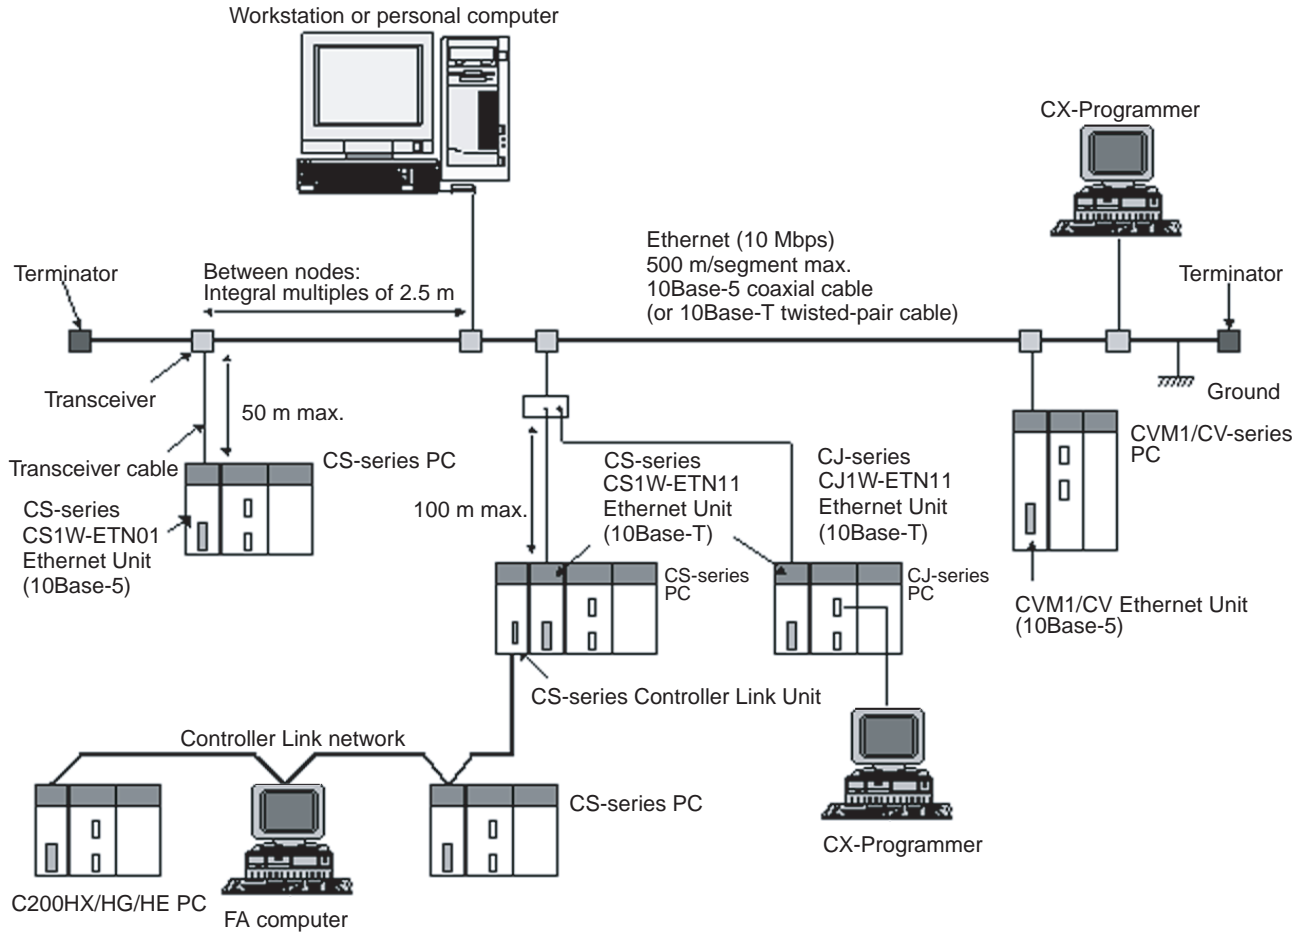 Workstation or personal computer
CX-Programmer
Ethernet (10 Mbps)
500 m/segment max.
10Base-5 coaxial cable
(or 10Base-T twisted-pair cable)
Terminator
Between nodes:
Integral multiples of 2.5 m
Terminator
Transceiver
50 m max.
Ground
Transceiver cable
CS-series PC
CS-series
CS1W-ETN01
Ethernet Unit
(10Base-5)
100 m max.
CS-series
CS1W-ETN11
Ethernet Unit
(10Base-T)
CJ-series
CJ1W-ETN11
Ethernet Unit
(10Base-T)
CVM1/CV-series
PC
CS-series
PC
CJ-series
PC
CVM1/CV Ethernet Unit
(10Base-5)
CS-series Controller Link Unit
Controller Link network
CS-series PC
CX-Programmer
C200HX/HG/HE PC
FA computer